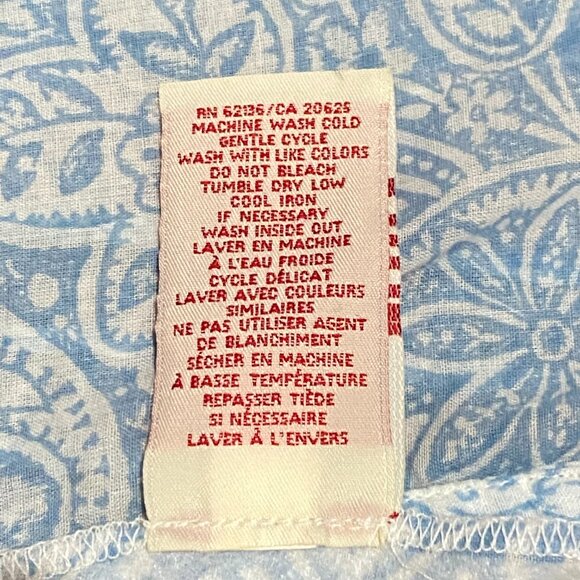 RN 62136/CA 20625
MACHINE WASH COLD
GENTLE CYCLE
WASH WITH LIKE COLORS
DO NOT BLEACH
TUMBLE DRY LOW
COOL IRON
IF NECESSARY
WASH INSIDE OUT
LAVER EN MACHINE
À L'EAU FROIDE
CYCLE DÉLICAT
LAVER AVEC COULEURS
SIMILAIRES
NE PAS UTILISER AGENT
DE BLANCHIMENT
SÉCHER EN MACHINE
À BASSE TEMPÉRATURE
REPASSER TIÈDE
SI NÉCESSAIRE
LAVER À L'ENVERS